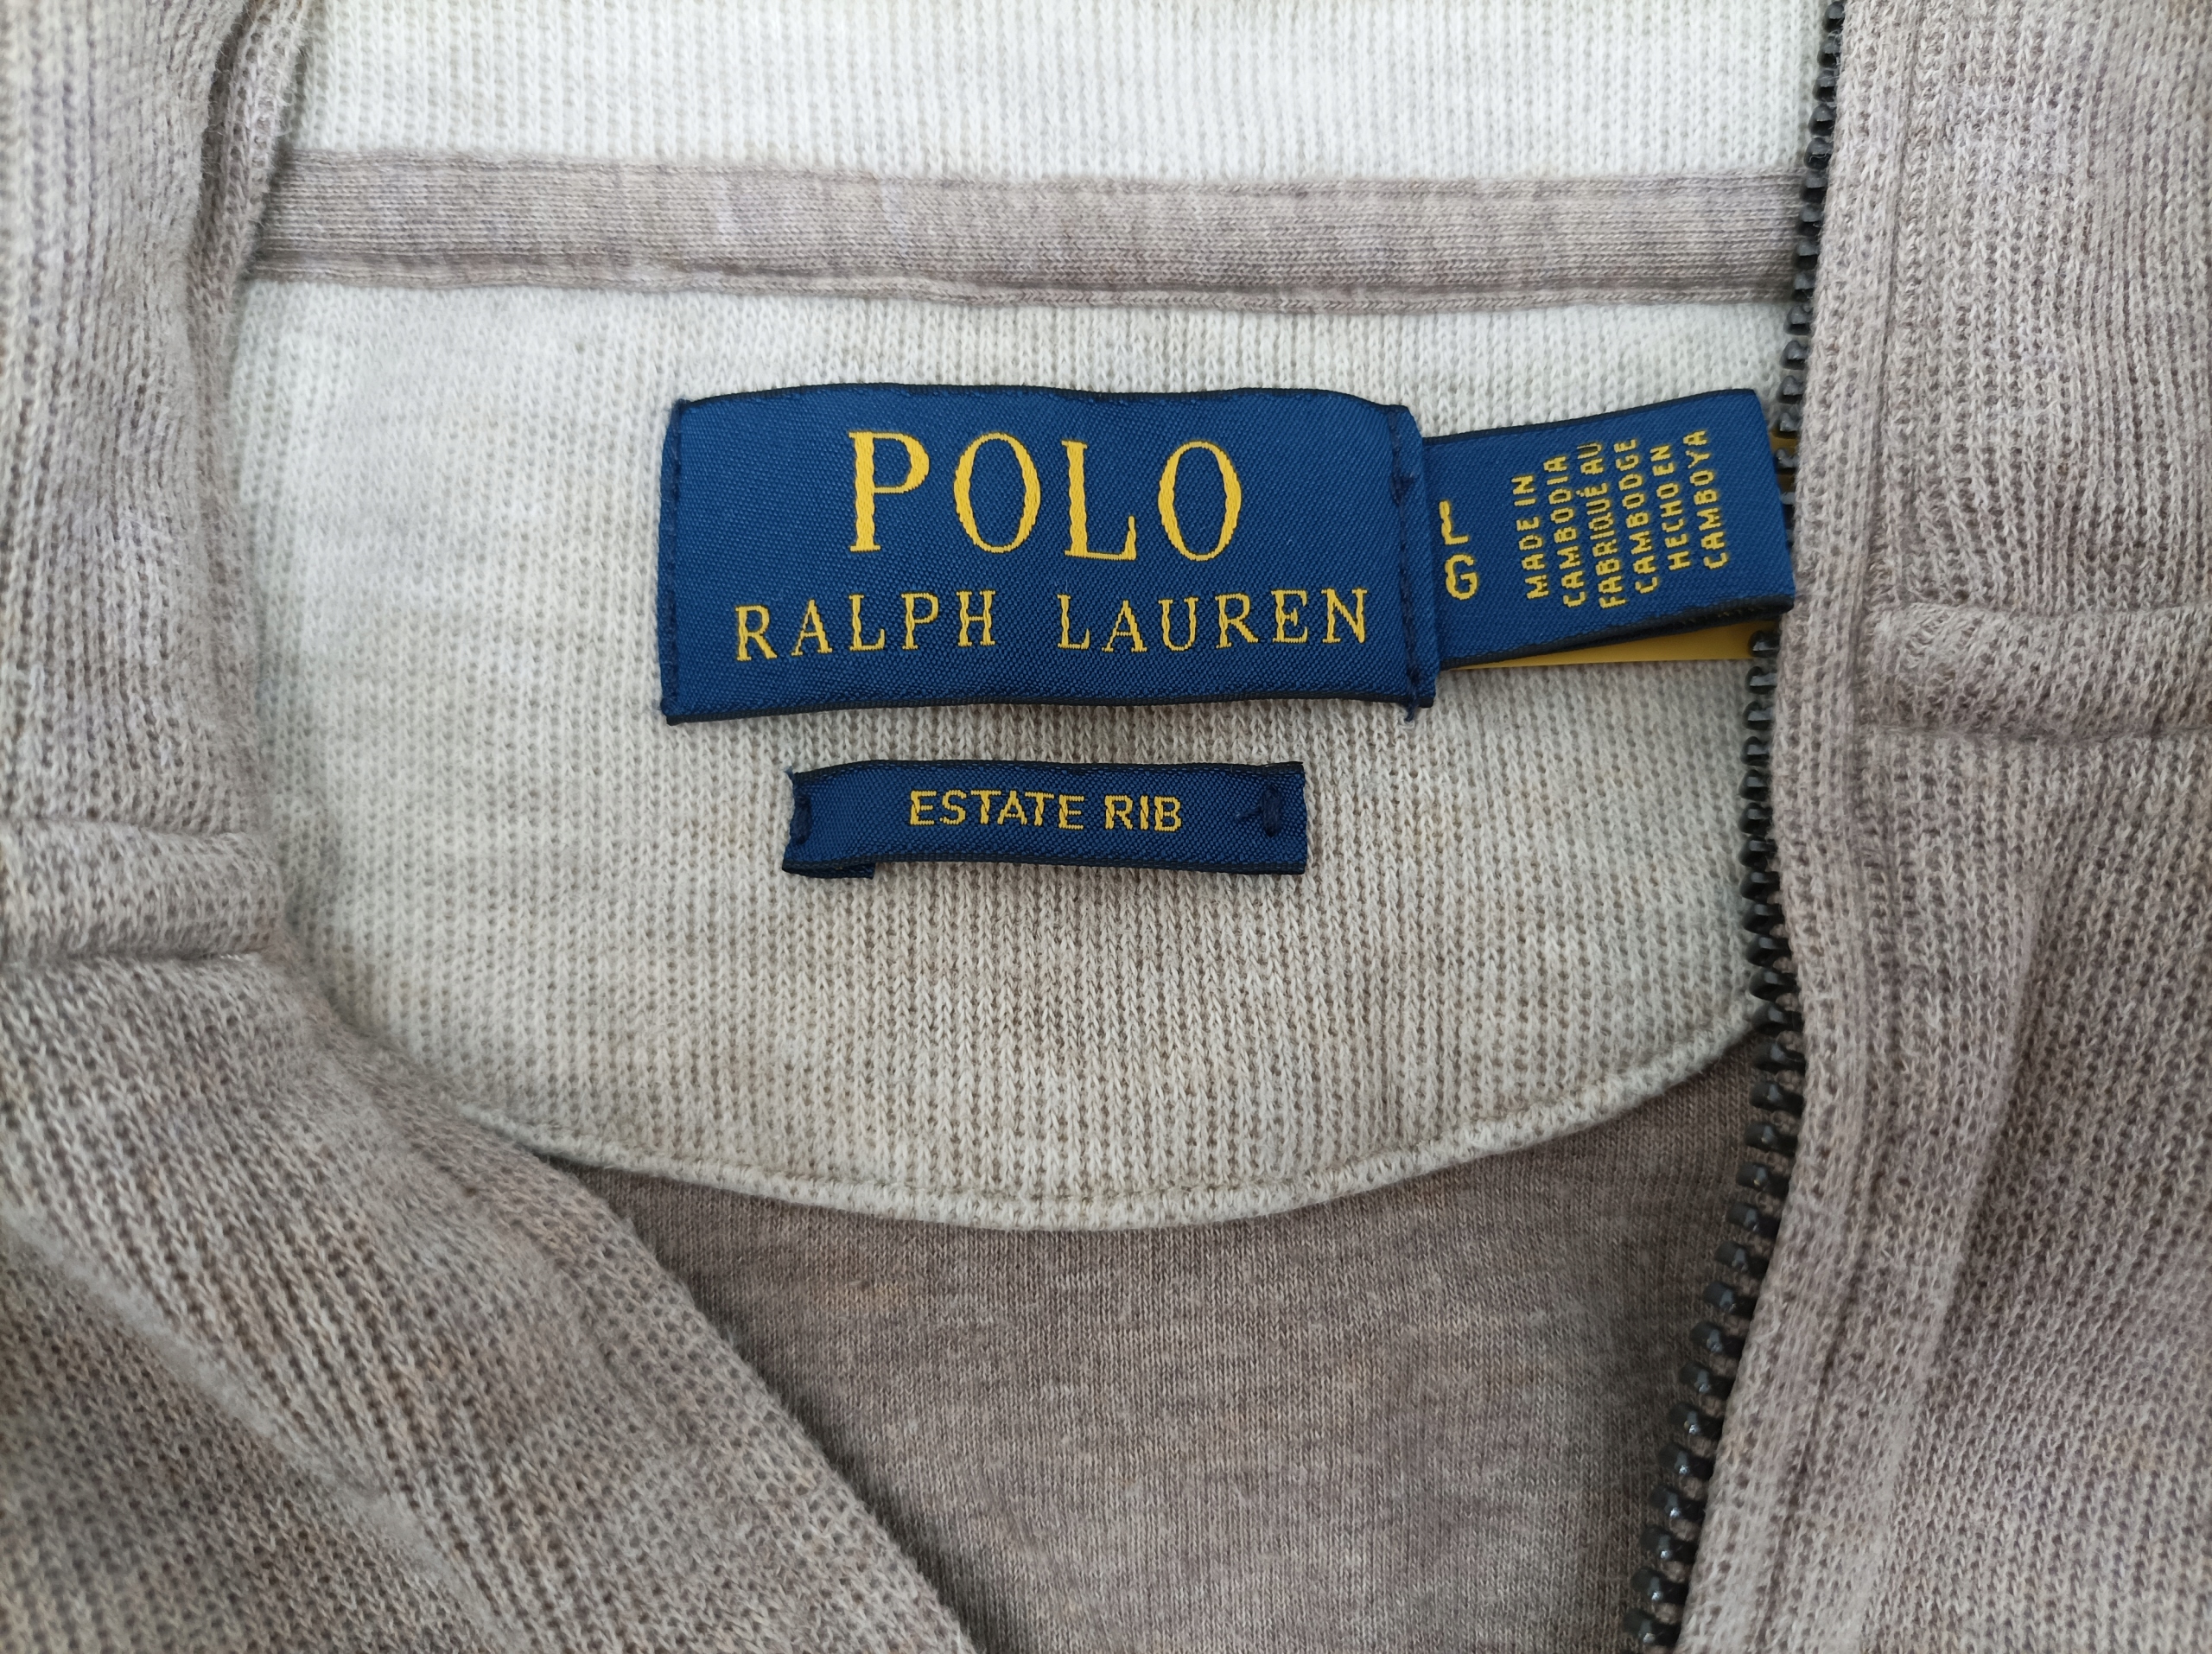 POLO
RALPH LAUREN
L
G
MADE IN
CAMBODIA
FABRIQUÉ AU
CAMBODGE
HECHO EN
CAMBOYA
ESTATE RIB